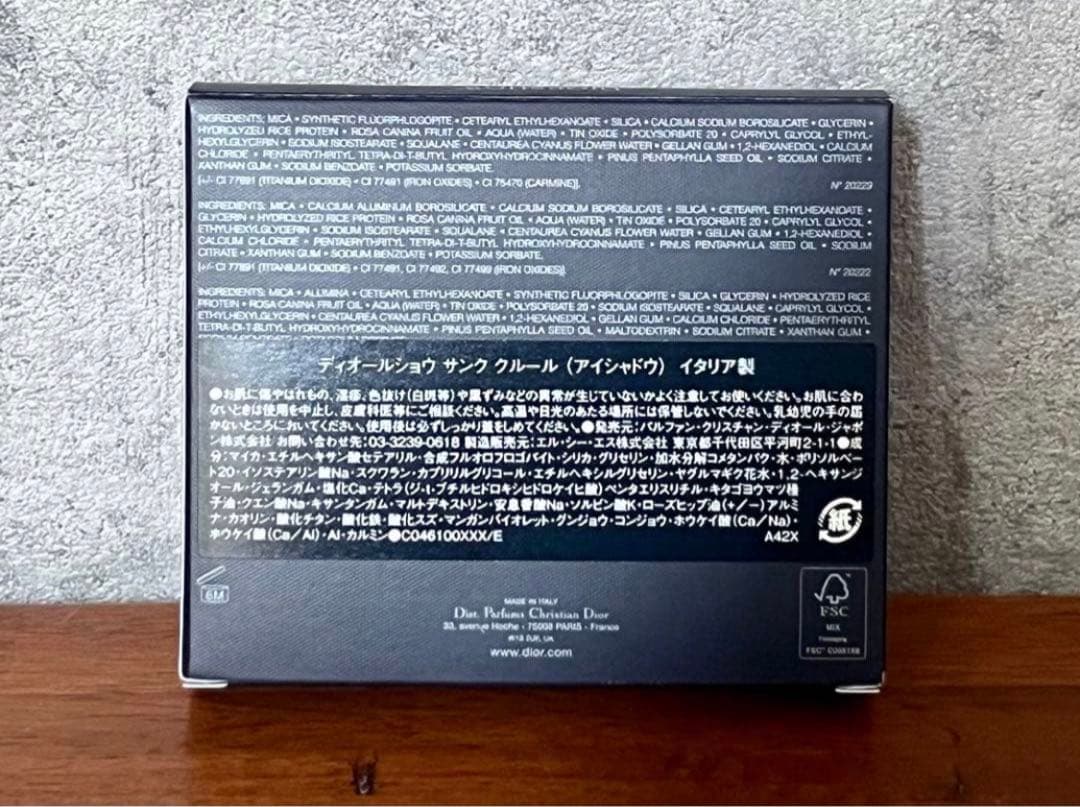 INGREDIENTS: MICA • SYNTHETIC FLUORPHLOGOPITE • CETEARYL ETHYLHEXANOATE • SILICA • CALCIUM SODIUM BOROSILICATE • GLYCERIN •
HYDROLYZED RICE PROTEIN • ROSA CANINA FRUIT OIL • AQUA (WATER) • TIN OXIDE • POLYSORBATE 20 • CAPRYLYL GLYCOL • ETHYL-
HEXYLGLYCERIN • SODIUM ISOSTEARATE • SQUALANE • CENTAUREA CYANUS FLOWER WATER • GELLAN GUM • 1,2-HEXANEDIOL • CALCIUM
CHLORIDE • PENTAERYTHRITYL TETRA-DI-T-BUTYL HYDROXYHYDROCINNAMATE • PINUS PENTAPHYLLA SEED OIL • SODIUM CITRATE •
XANTHAN GUM • SODIUM BENZOATE • POTASSIUM SORBATE.
[+/- CI 77891 (TITANIUM DIOXIDE) • CI 77491 (IRON OXIDES) • CI 75470 (CARMINE)]. N° 20229
INGREDIENTS: MICA • CALCIUM ALUMINUM BOROSILICATE • CALCIUM SODIUM BOROSILICATE • SILICA • CETEARYL ETHYLHEXANOATE •
GLYCERIN • HYDROLYZED RICE PROTEIN • ROSA CANINA FRUIT OIL • AQUA (WATER) • TIN OXIDE • POLYSORBATE 20 • CAPRYLYL GLYCOL •
ETHYLHEXYLGLYCERIN • SODIUM ISOSTEARATE • SQUALANE • CENTAUREA CYANUS FLOWER WATER • GELLAN GUM • 1,2-HEXANEDIOL •
CALCIUM CHLORIDE • PENTAERYTHRITYL TETRA-DI-T-BUTYL HYDROXYHYDROCINNAMATE • PINUS PENTAPHYLLA SEED OIL • SODIUM
CITRATE • XANTHAN GUM • SODIUM BENZOATE • POTASSIUM SORBATE.
[+/- CI 77891 (TITANIUM DIOXIDE) • CI 77491, CI 77492, CI 77499 (IRON OXIDES)]. N° 20222
INGREDIENTS: MICA • ALUMINA • CETEARYL ETHYLHEXANOATE • SYNTHETIC FLUORPHLOGOPITE • SILICA • GLYCERIN • HYDROLYZED RICE
PROTEIN • ROSA CANINA FRUIT OIL • AQUA (WATER) • TIN OXIDE • POLYSORBATE 20 • SODIUM ISOSTEARATE • SQUALANE • CAPRYLYL GLYCOL •
ETHYLHEXYLGLYCERIN • CENTAUREA CYANUS FLOWER WATER • 1,2-HEXANEDIOL • GELLAN GUM • CALCIUM CHLORIDE • PENTAERYTHRITYL
TETRA-DI-T-BUTYL HYDROXYHYDROCINNAMATE • PINUS PENTAPHYLLA SEED OIL • MALTODEXTRIN • SODIUM CITRATE • XANTHAN GUM •
ディオールショウ サンク クルール (アイシャドウ) イタリア製
●お肌に傷やはれもの、湿疹、色抜け(白斑等)や黒ずみなどの異常が生じていないかよく注意してお使いください。お肌に合わ
ないときは使用を中止し、皮膚科医等にご相談ください。高温や日光のあたる場所には保管しないでください。乳幼児の手の届
かないところにおいてください。使用後は必ずしっかり蓋をしめてください。●発売元:パルファン・クリスチャン・ディオール・ジャポ
ン株式会社 お問い合わせ先:03-3239-0618 製造販売元:エル・シー・エス株式会社 東京都千代田区平河町2-1-1●成
分:マイカ・エチルヘキサン酸セテアリル・合成フルオロフロゴパイト・シリカ・グリセリン・加水分解コメタンパク・水・ポリソルベー
ト20・イソステアリン酸Na・スクワラン・カプリリルグリコール・エチルヘキシルグリセリン・ヤグルマギク花水・1,2-ヘキサンジ
オール・ジェランガム・塩化Ca・テトラ(ジ-t-ブチルヒドロキシヒドロケイヒ酸)ペンタエリスリチル・キタゴヨウマツ種
子油・クエン酸Na・キサンタンガム・マルトデキストリン・安息香酸Na・ソルビン酸K・ローズヒップ油(+/-)アルミ
ナ・カオリン・酸化チタン・酸化鉄・酸化スズ・マンガンバイオレット・グンジョウ・コンジョウ・ホウケイ酸(Ca/Na)・
ホウケイ酸(Ca/Al)・Al・カルミン●C046100XXX/E A42X
紙
6M
MADE IN ITALY
Dist. Parfums Christian Dior
33, avenue Hoche • 75008 PARIS • France
www.dior.com
FSC
MIX